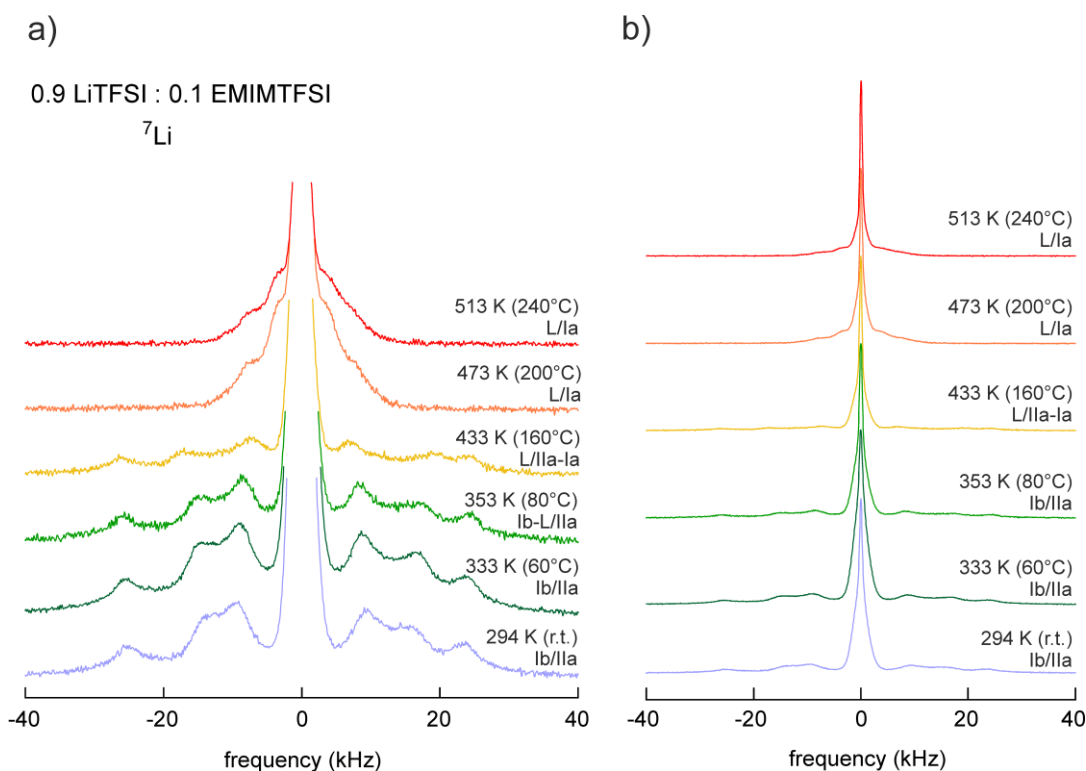 a)
0.9 LiTFSI : 0.1 EMIMTFSI
⁷Li
513 K (240°C)
L/Ia
473 K (200°C)
L/Ia
433 K (160°C)
L/IIa-Ia
353 K (80°C)
Ib-L/IIa
333 K (60°C)
Ib/IIa
294 K (r.t.)
Ib/IIa
-40
-20
0
20
40
frequency (kHz)
b)
513 K (240°C)
L/Ia
473 K (200°C)
L/Ia
433 K (160°C)
L/IIa-Ia
353 K (80°C)
Ib/IIa
333 K (60°C)
Ib/IIa
294 K (r.t.)
Ib/IIa
-40
-20
0
20
40
frequency (kHz)